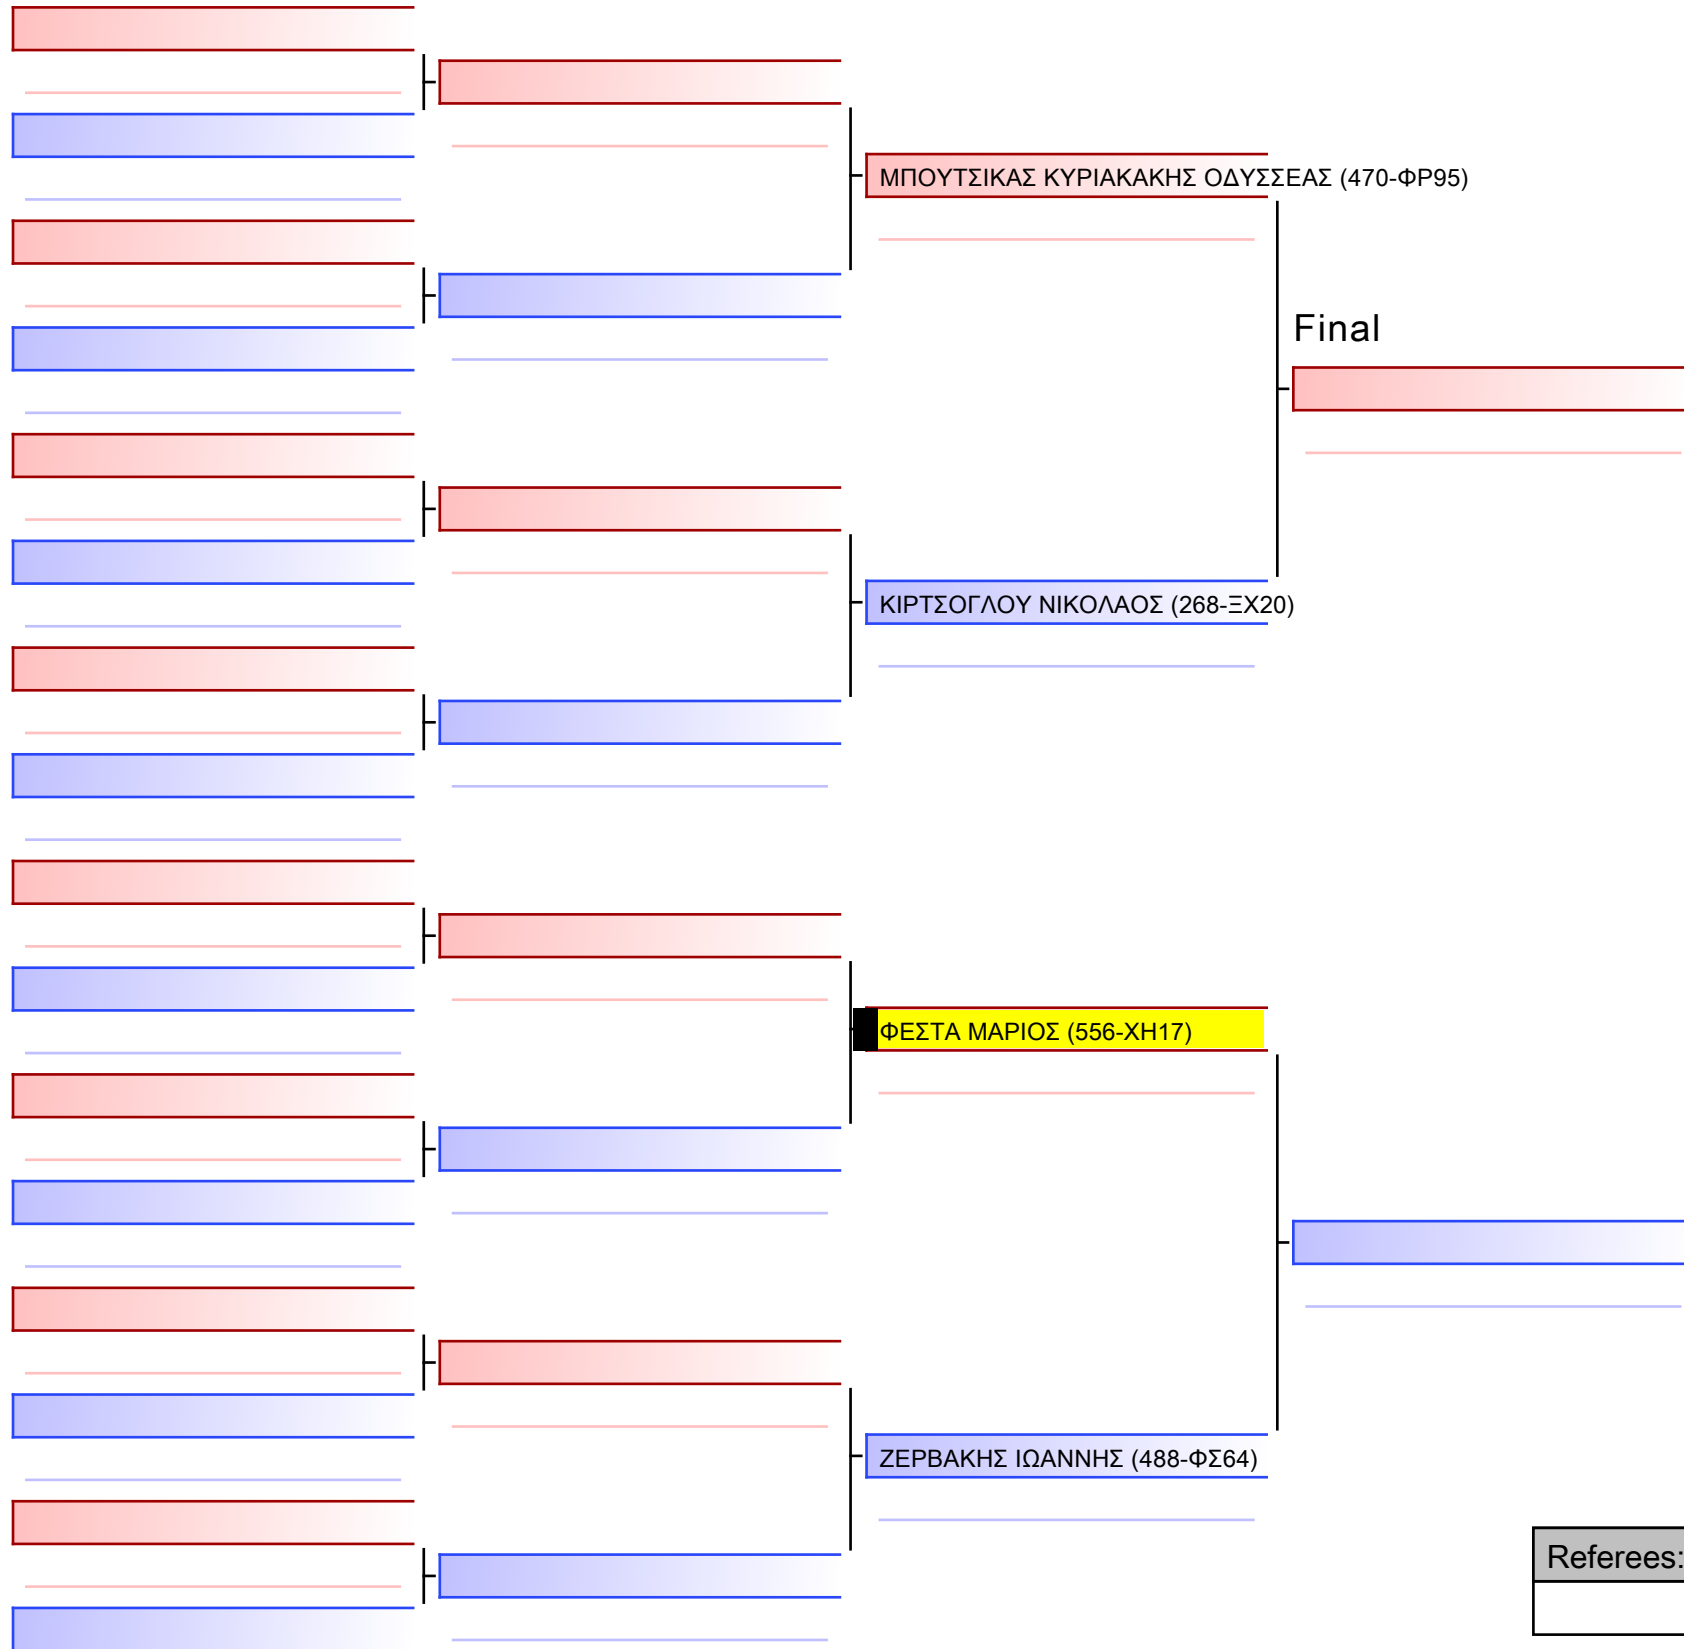 ΜΠΟΥΤΣΙΚΑΣ ΚΥΡΙΑΚΑΚΗΣ ΟΔΥΣΣΕΑΣ (470-ΦΡ95)
Final
ΚΙΡΤΣΟΓΛΟΥ ΝΙΚΟΛΑΟΣ (268-ΞΧ20)
ΦΕΣΤΑ ΜΑΡΙΟΣ (556-ΧΗ17)
ΖΕΡΒΑΚΗΣ ΙΩΑΝΝΗΣ (488-ΦΣ64)
Referees: